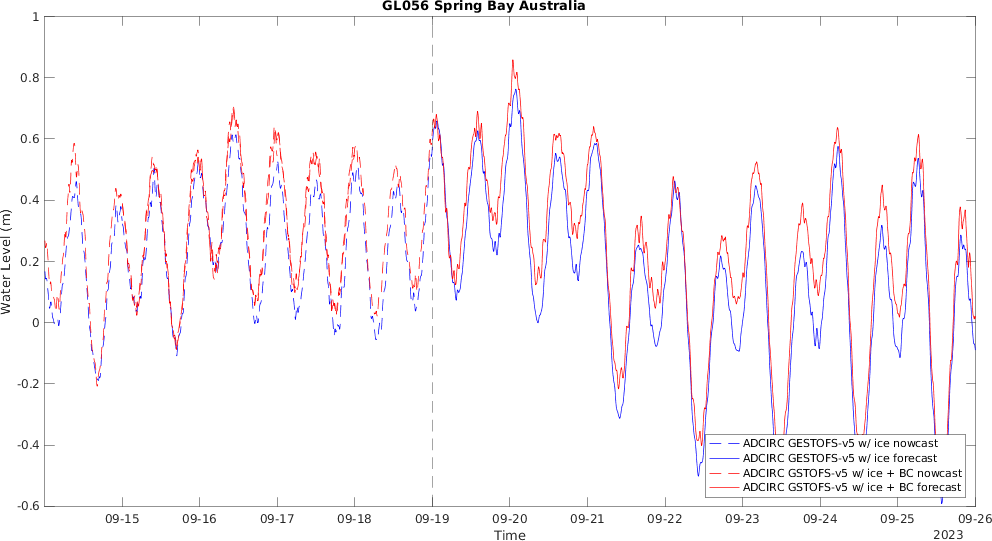 GL056 Spring Bay Australia
1
0.8
0.6
0.4
0.2
0
-0.2
-0.4
-0.6
Water Level (m)
ADCIRC GESTOFS-v5 w/ ice nowcast
ADCIRC GESTOFS-v5 w/ ice forecast
ADCIRC GSTOFS-v5 w/ ice + BC nowcast
ADCIRC GSTOFS-v5 w/ ice + BC forecast
09-15 09-16 09-17 09-18 09-19 09-20 09-21 09-22 09-23 09-24 09-25 09-26
Time
2023